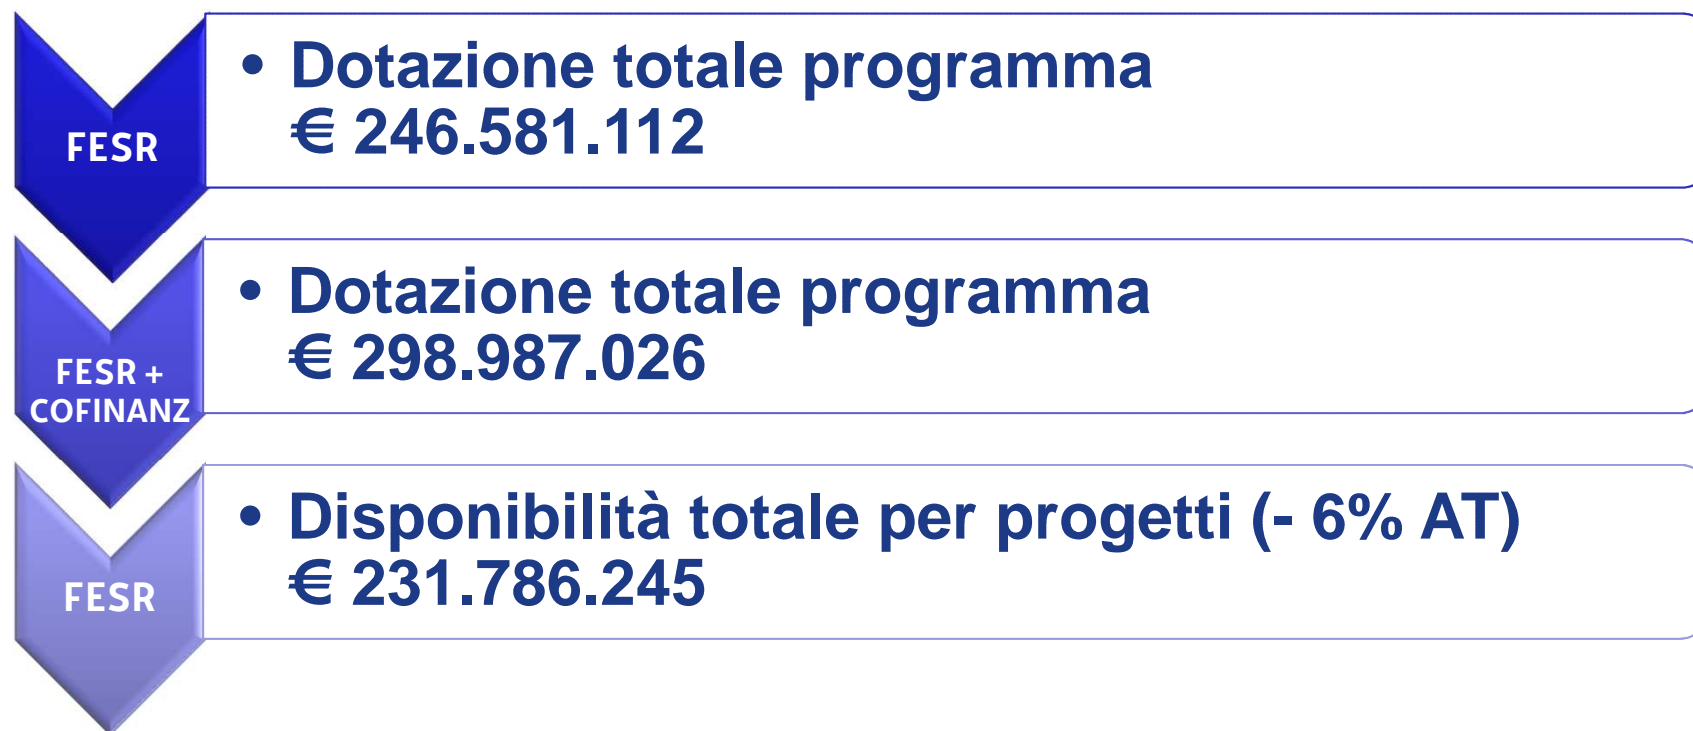 FESR
• Dotazione totale programma
€ 246.581.112
FESR +
COFINANZ
• Dotazione totale programma
€ 298.987.026
FESR
• Disponibilità totale per progetti (- 6% AT)
€ 231.786.245